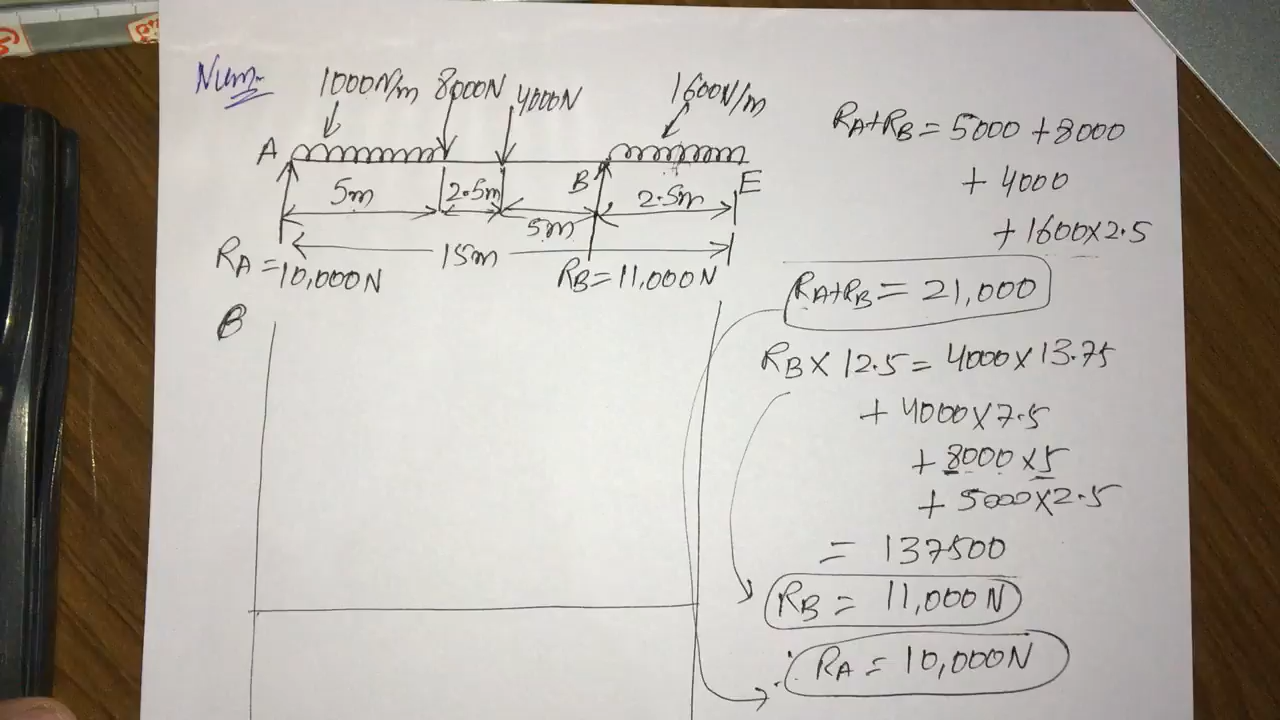 Num-
1000N/m 8000N 4000N 1600N/m
A B E
5m 2.5m 5m 2.5m
15m
RA = 10,000N RB = 11,000N
B
RA+RB = 5000 + 8000
+ 4000
+ 1600×2.5
RA+RB = 21,000
RB × 12.5 = 4000×13.75
+ 4000×7.5
+ 8000×5
+ 5000×2.5
= 137500
RB = 11,000N
∴ RA = 10,000N